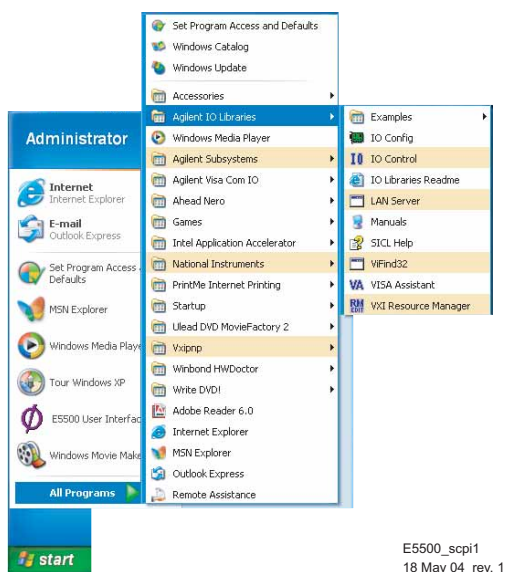 Set Program Access and Defaults
Windows Catalog
Windows Update
Accessories
Agilent IO Libraries
Windows Media Player
Agilent Subsystems
Agilent Visa Com IO
Ahead Nero
Games
Intel Application Accelerator
National Instruments
PrintMe Internet Printing
Startup
Ulead DVD MovieFactory 2
Vxipnp
Winbond HWDoctor
Write DVD!
Adobe Reader 6.0
Internet Explorer
MSN Explorer
Outlook Express
Remote Assistance
Examples
IO Config
IO IO Control
IO Libraries Readme
LAN Server
Manuals
SICL Help
ViFind32
VA VISA Assistant
RM EDIT VXI Resource Manager
Administrator
Internet
Internet Explorer
E-mail
Outlook Express
Set Program Access
Defaults
MSN Explorer
Windows Media Playe
Tour Windows XP
E5500 User Interfac
Windows Movie Make
All Programs
start
E5500_scpi1
18 May 04 rev. 1